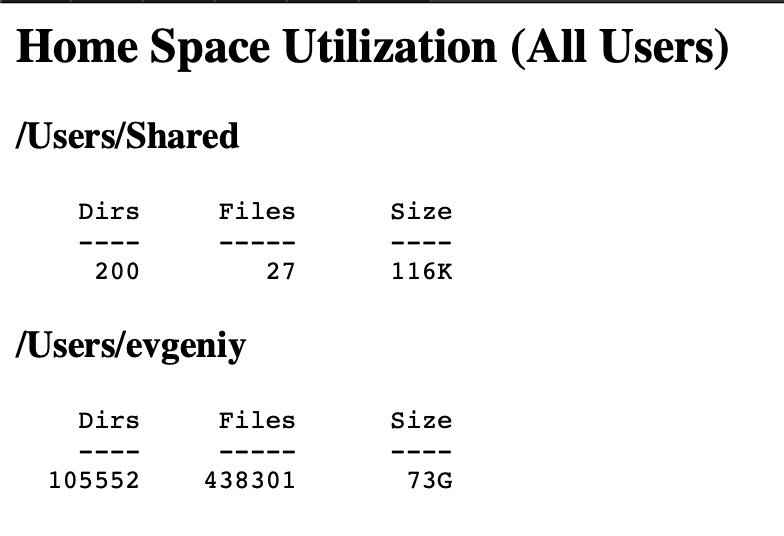 Home Space Utilization (All Users)
/Users/Shared
Dirs Files Size
---- ----- ----
200 27 116K
/Users/evgeniy
Dirs Files Size
---- ----- ----
105552 438301 73G